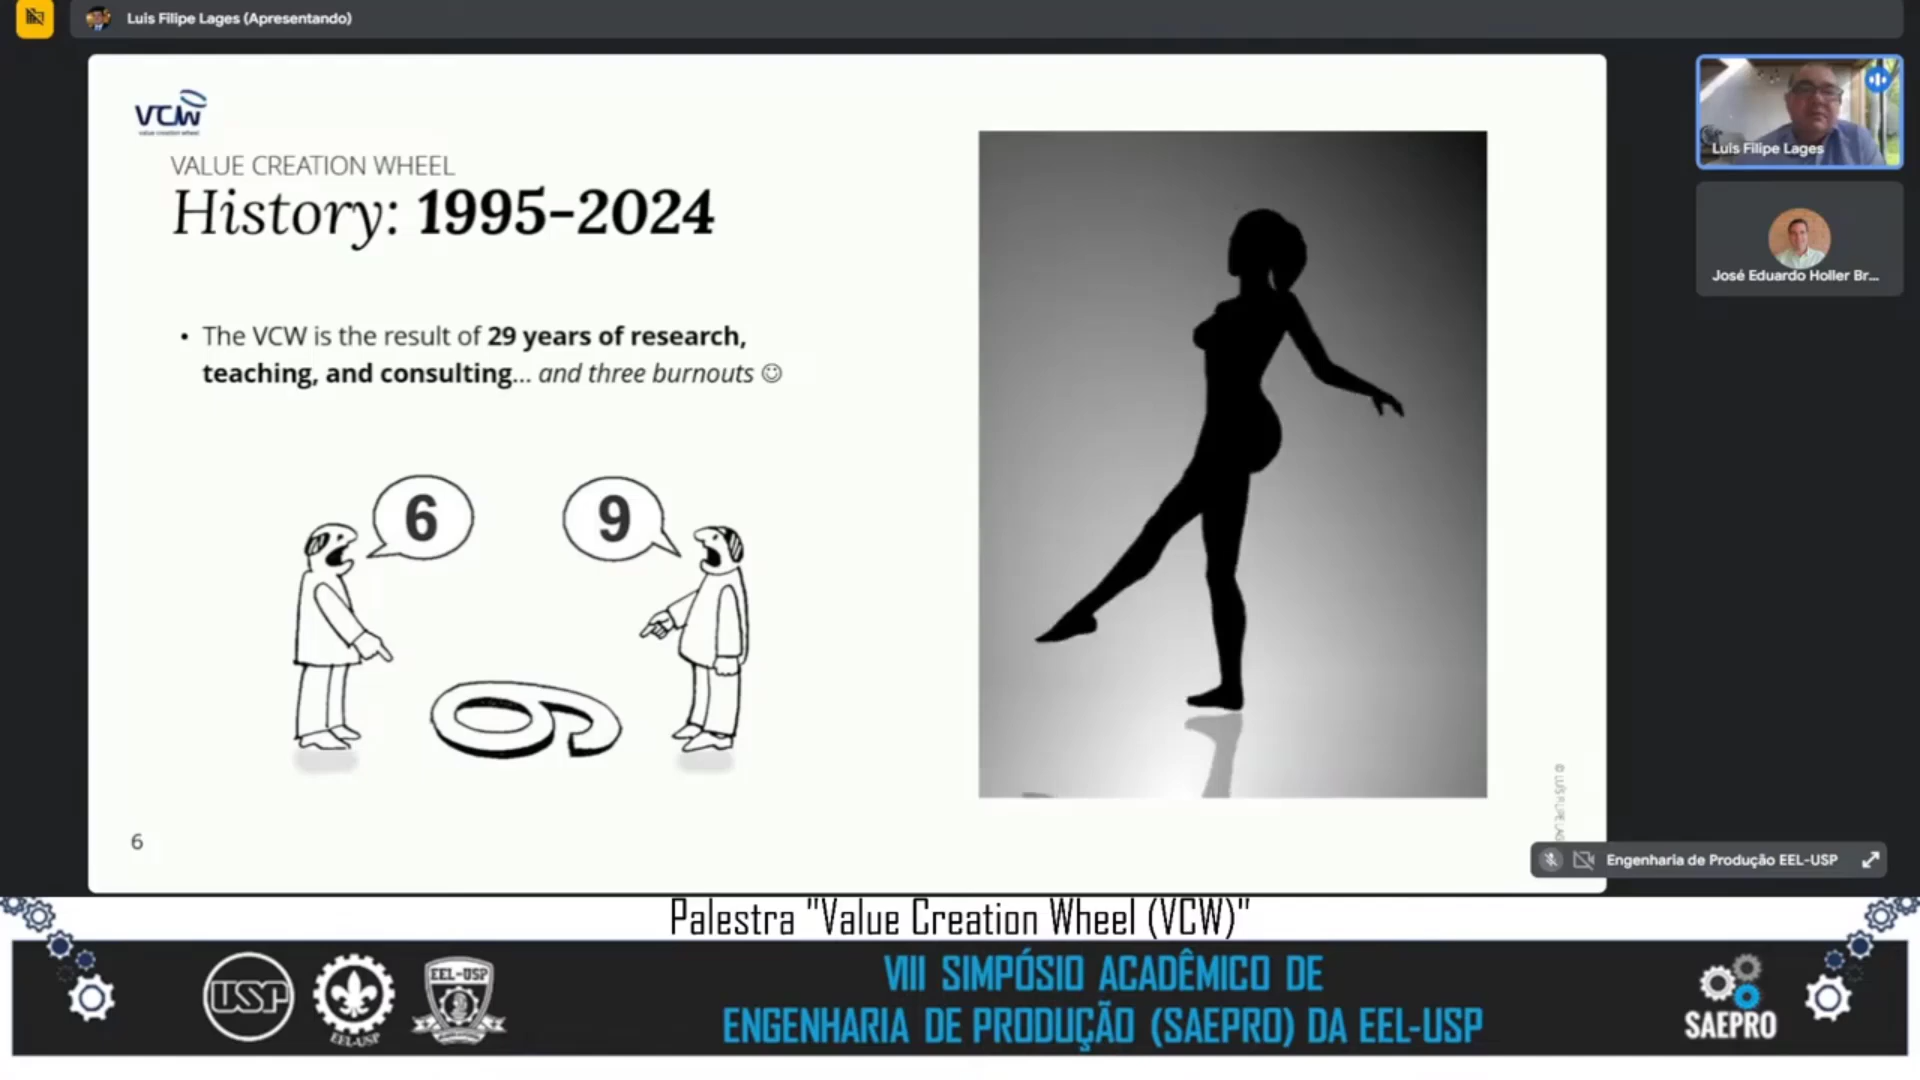 Luis Filipe Lages (Apresentando)
VCW
value creation wheel
VALUE CREATION WHEEL
History: 1995-2024
• The VCW is the result of 29 years of research,
teaching, and consulting... and three burnouts ☺
6
9
6
Luis Filipe Lages
José Eduardo Holler Br...
Engenharia de Produção EEL-USP
Palestra "Value Creation Wheel (VCW)"
USP
EEL-USP
EEL-USP
VIII SIMPÓSIO ACADÊMICO DE
ENGENHARIA DE PRODUÇÃO (SAEPRO) DA EEL-USP
SAEPRO